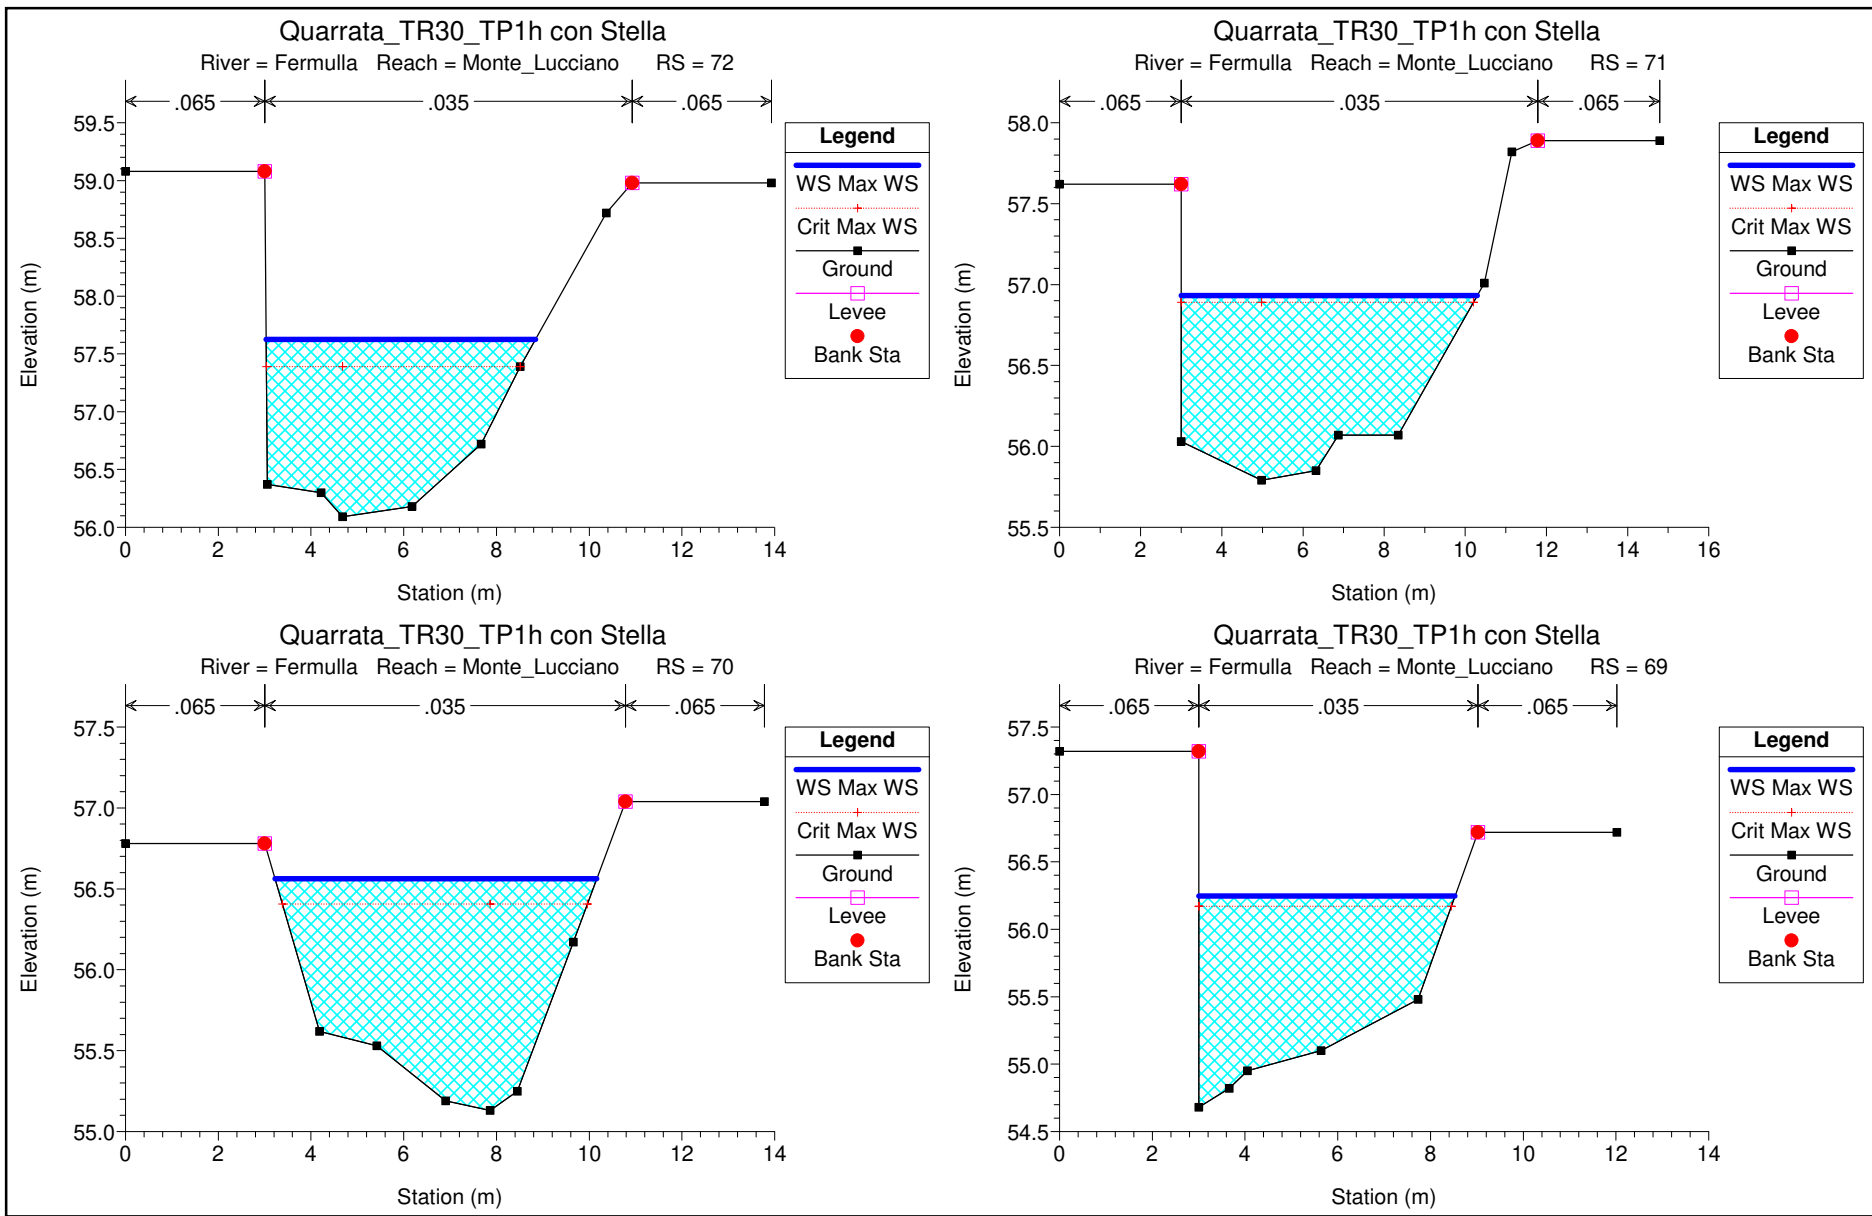 Quarrata_TR30_TP1h con Stella
River = Fermulla Reach = Monte_Lucciano RS = 72
.065 .035 .065
59.5
59.0
58.5
58.0
57.5
57.0
56.5
56.0
0 2 4 6 8 10 12 14
Station (m)
Elevation (m)
Legend
WS Max WS
Crit Max WS
Ground
Levee
Bank Sta
Quarrata_TR30_TP1h con Stella
River = Fermulla Reach = Monte_Lucciano RS = 71
.065 .035 .065
58.0
57.5
57.0
56.5
56.0
55.5
0 2 4 6 8 10 12 14 16
Station (m)
Elevation (m)
Legend
WS Max WS
Crit Max WS
Ground
Levee
Bank Sta
Quarrata_TR30_TP1h con Stella
River = Fermulla Reach = Monte_Lucciano RS = 70
.065 .035 .065
57.5
57.0
56.5
56.0
55.5
55.0
0 2 4 6 8 10 12 14
Station (m)
Elevation (m)
Legend
WS Max WS
Crit Max WS
Ground
Levee
Bank Sta
Quarrata_TR30_TP1h con Stella
River = Fermulla Reach = Monte_Lucciano RS = 69
.065 .035 .065
57.5
57.0
56.5
56.0
55.5
55.0
54.5
0 2 4 6 8 10 12 14
Station (m)
Elevation (m)
Legend
WS Max WS
Crit Max WS
Ground
Levee
Bank Sta